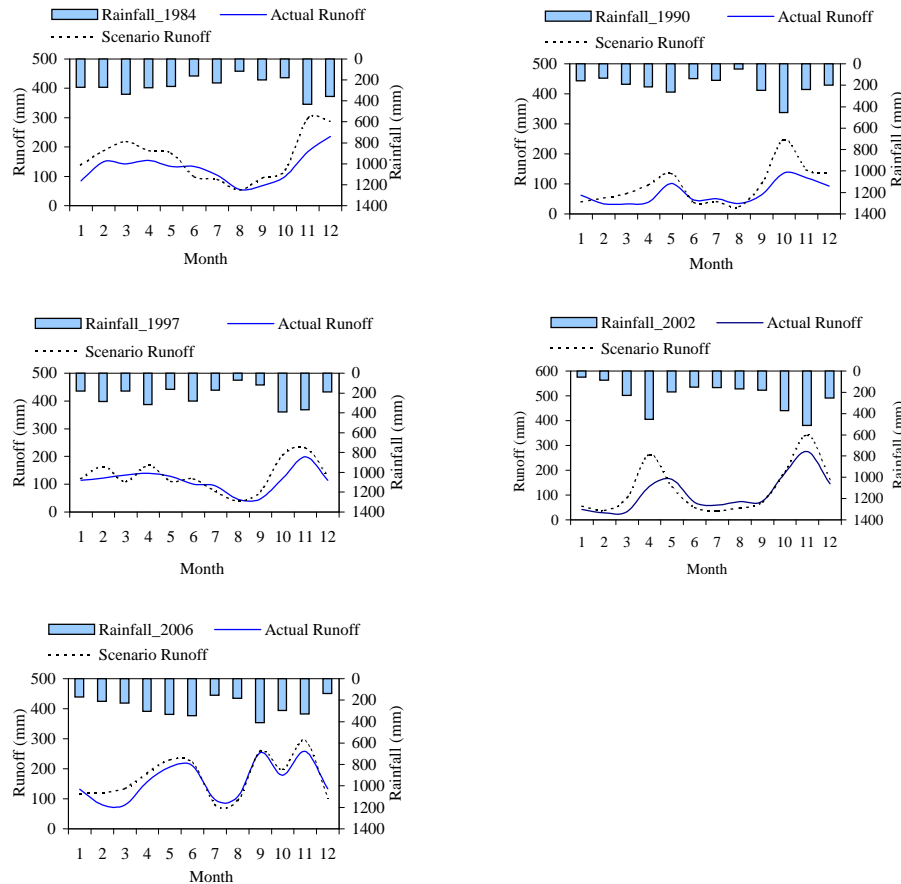 Rainfall_1984 Actual Runoff
Scenario Runoff
Runoff (mm)
500 400 300 200 100 0
0 200 400 600 800 1000 1200 1400
Rainfall (mm)
1 2 3 4 5 6 7 8 9 10 11 12
Month
Rainfall_1990 Actual Runoff
Scenario Runoff
Runoff (mm)
500 400 300 200 100 0
0 200 400 600 800 1000 1200 1400
Rainfall (mm)
1 2 3 4 5 6 7 8 9 10 11 12
Month
Rainfall_1997 Actual Runoff
Scenario Runoff
Runoff (mm)
500 400 300 200 100 0
0 200 400 600 800 1000 1200 1400
Rainfall (mm)
1 2 3 4 5 6 7 8 9 10 11 12
Month
Rainfall_2002 Actual Runoff
Scenario Runoff
Runoff (mm)
600 500 400 300 200 100 0
0 200 400 600 800 1000 1200 1400
Rainfall (mm)
1 2 3 4 5 6 7 8 9 10 11 12
Month
Rainfall_2006 Actual Runoff
Scenario Runoff
Runoff (mm)
500 400 300 200 100 0
0 200 400 600 800 1000 1200 1400
Rainfall (mm)
1 2 3 4 5 6 7 8 9 10 11 12
Month